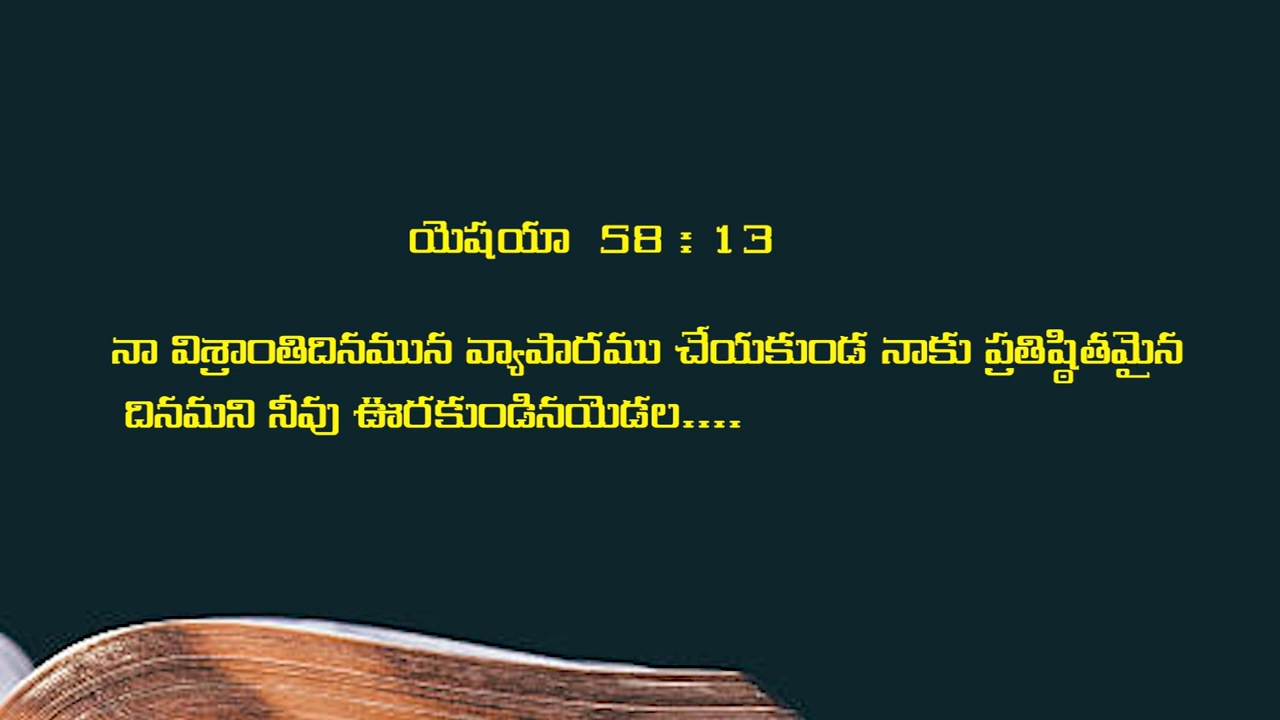 యెషయా 58 : 13
నా విశ్రాంతిదినమున వ్యాపారము చేయకుండ నాకు ప్రతిష్ఠితమైన
దినమని నీవు ఊరకుండినయెడల....